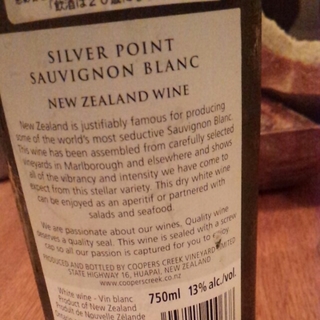 SILVER POINT
SAUVIGNON BLANC
NEW ZEALAND WINE
New Zealand is justifiably famous for producing
some of the world's most seductive Sauvignon Blanc.
This wine has been assembled from carefully selected
vineyards in Marlborough and elsewhere and shows
all of the vibrancy and intensity we have come to
expect from this stellar variety. This dry white wine
can be enjoyed as an aperitif or partnered with
salads and seafood.
We are passionate about our wines. Quality wine
deserves a quality seal. This wine is sealed with a screw
cap so all our passion is captured for you to enjoy
PRODUCED AND BOTTLED BY COOPERS CREEK VINEYARD LIMITED
STATE HIGHWAY 16, HUAPAI, NEW ZEALAND
www.cooperscreek.co.nz
White wine - Vin blanc
Product of New Zealand
Produit de Nouvelle Zélande
750ml 13% alc/vol.